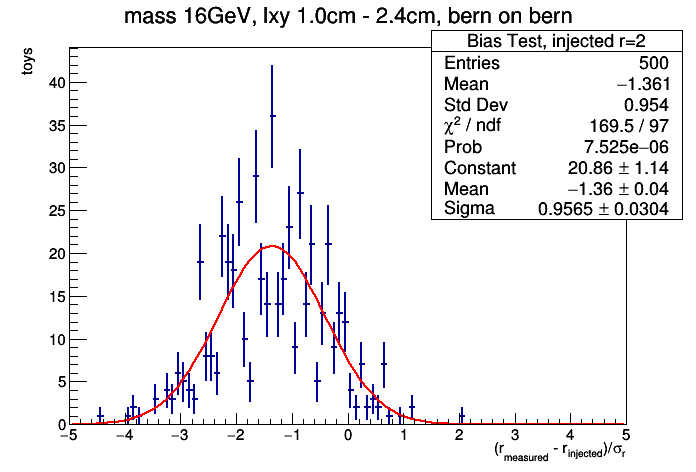 mass 16GeV, lxy 1.0cm - 2.4cm, bern on bern
Bias Test, injected r=2
Entries 500
Mean −1.361
Std Dev 0.954
χ² / ndf 169.5 / 97
Prob 7.525e−06
Constant 20.86 ± 1.14
Mean −1.36 ± 0.04
Sigma 0.9565 ± 0.0304
toys
40
35
30
25
20
15
10
5
0
−5 −4 −3 −2 −1 0 1 2 3 4 5
(r_measured - r_injected)/σ_r